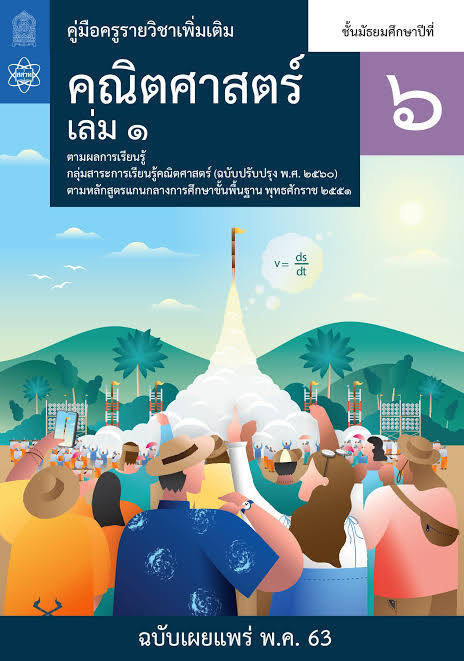 คู่มือครูรายวิชาเพิ่มเติม
ชั้นมัธยมศึกษาปีที่
คณิตศาสตร์
๖
เล่ม ๑
ตามผลการเรียนรู้
กลุ่มสาระการเรียนรู้คณิตศาสตร์ (ฉบับปรับปรุง พ.ศ. ๒๕๖๐)
ตามหลักสูตรแกนกลางการศึกษาขั้นพื้นฐาน พุทธศักราช ๒๕๕๑
v = ds/dt
ฉบับเผยแพร่ พ.ค. 63